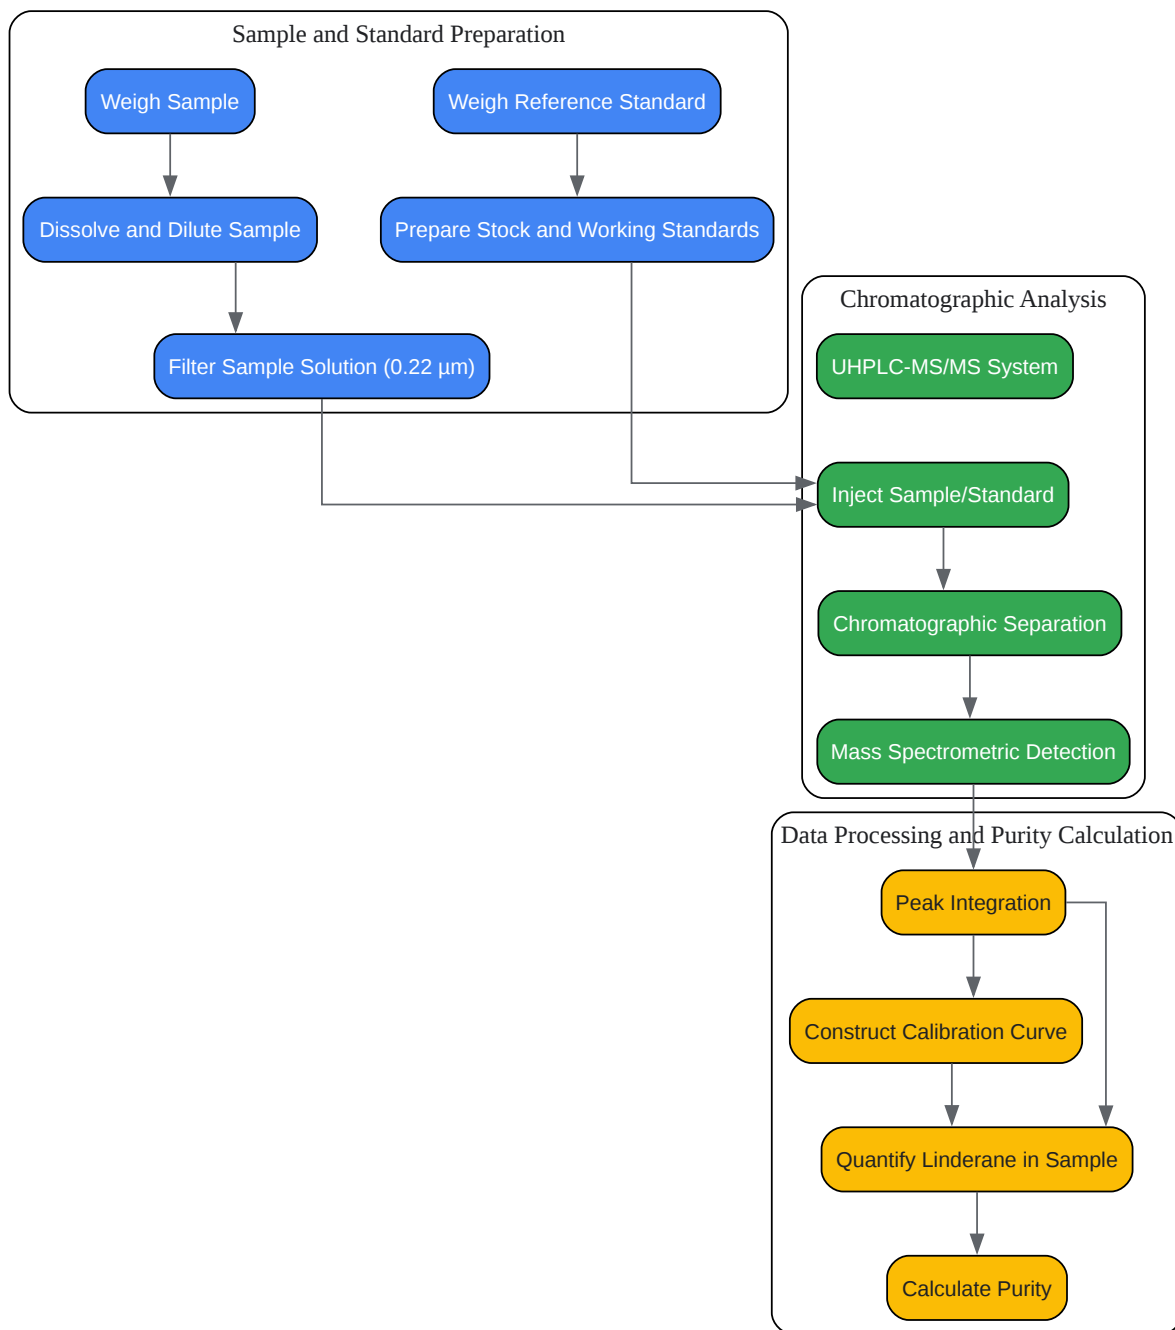 Sample and Standard Preparation
Weigh Sample
Weigh Reference Standard
Dissolve and Dilute Sample
Prepare Stock and Working Standards
Filter Sample Solution (0.22 µm)
Chromatographic Analysis
UHPLC-MS/MS System
Inject Sample/Standard
Chromatographic Separation
Mass Spectrometric Detection
Data Processing and Purity Calculation
Peak Integration
Construct Calibration Curve
Quantify Linderane in Sample
Calculate Purity